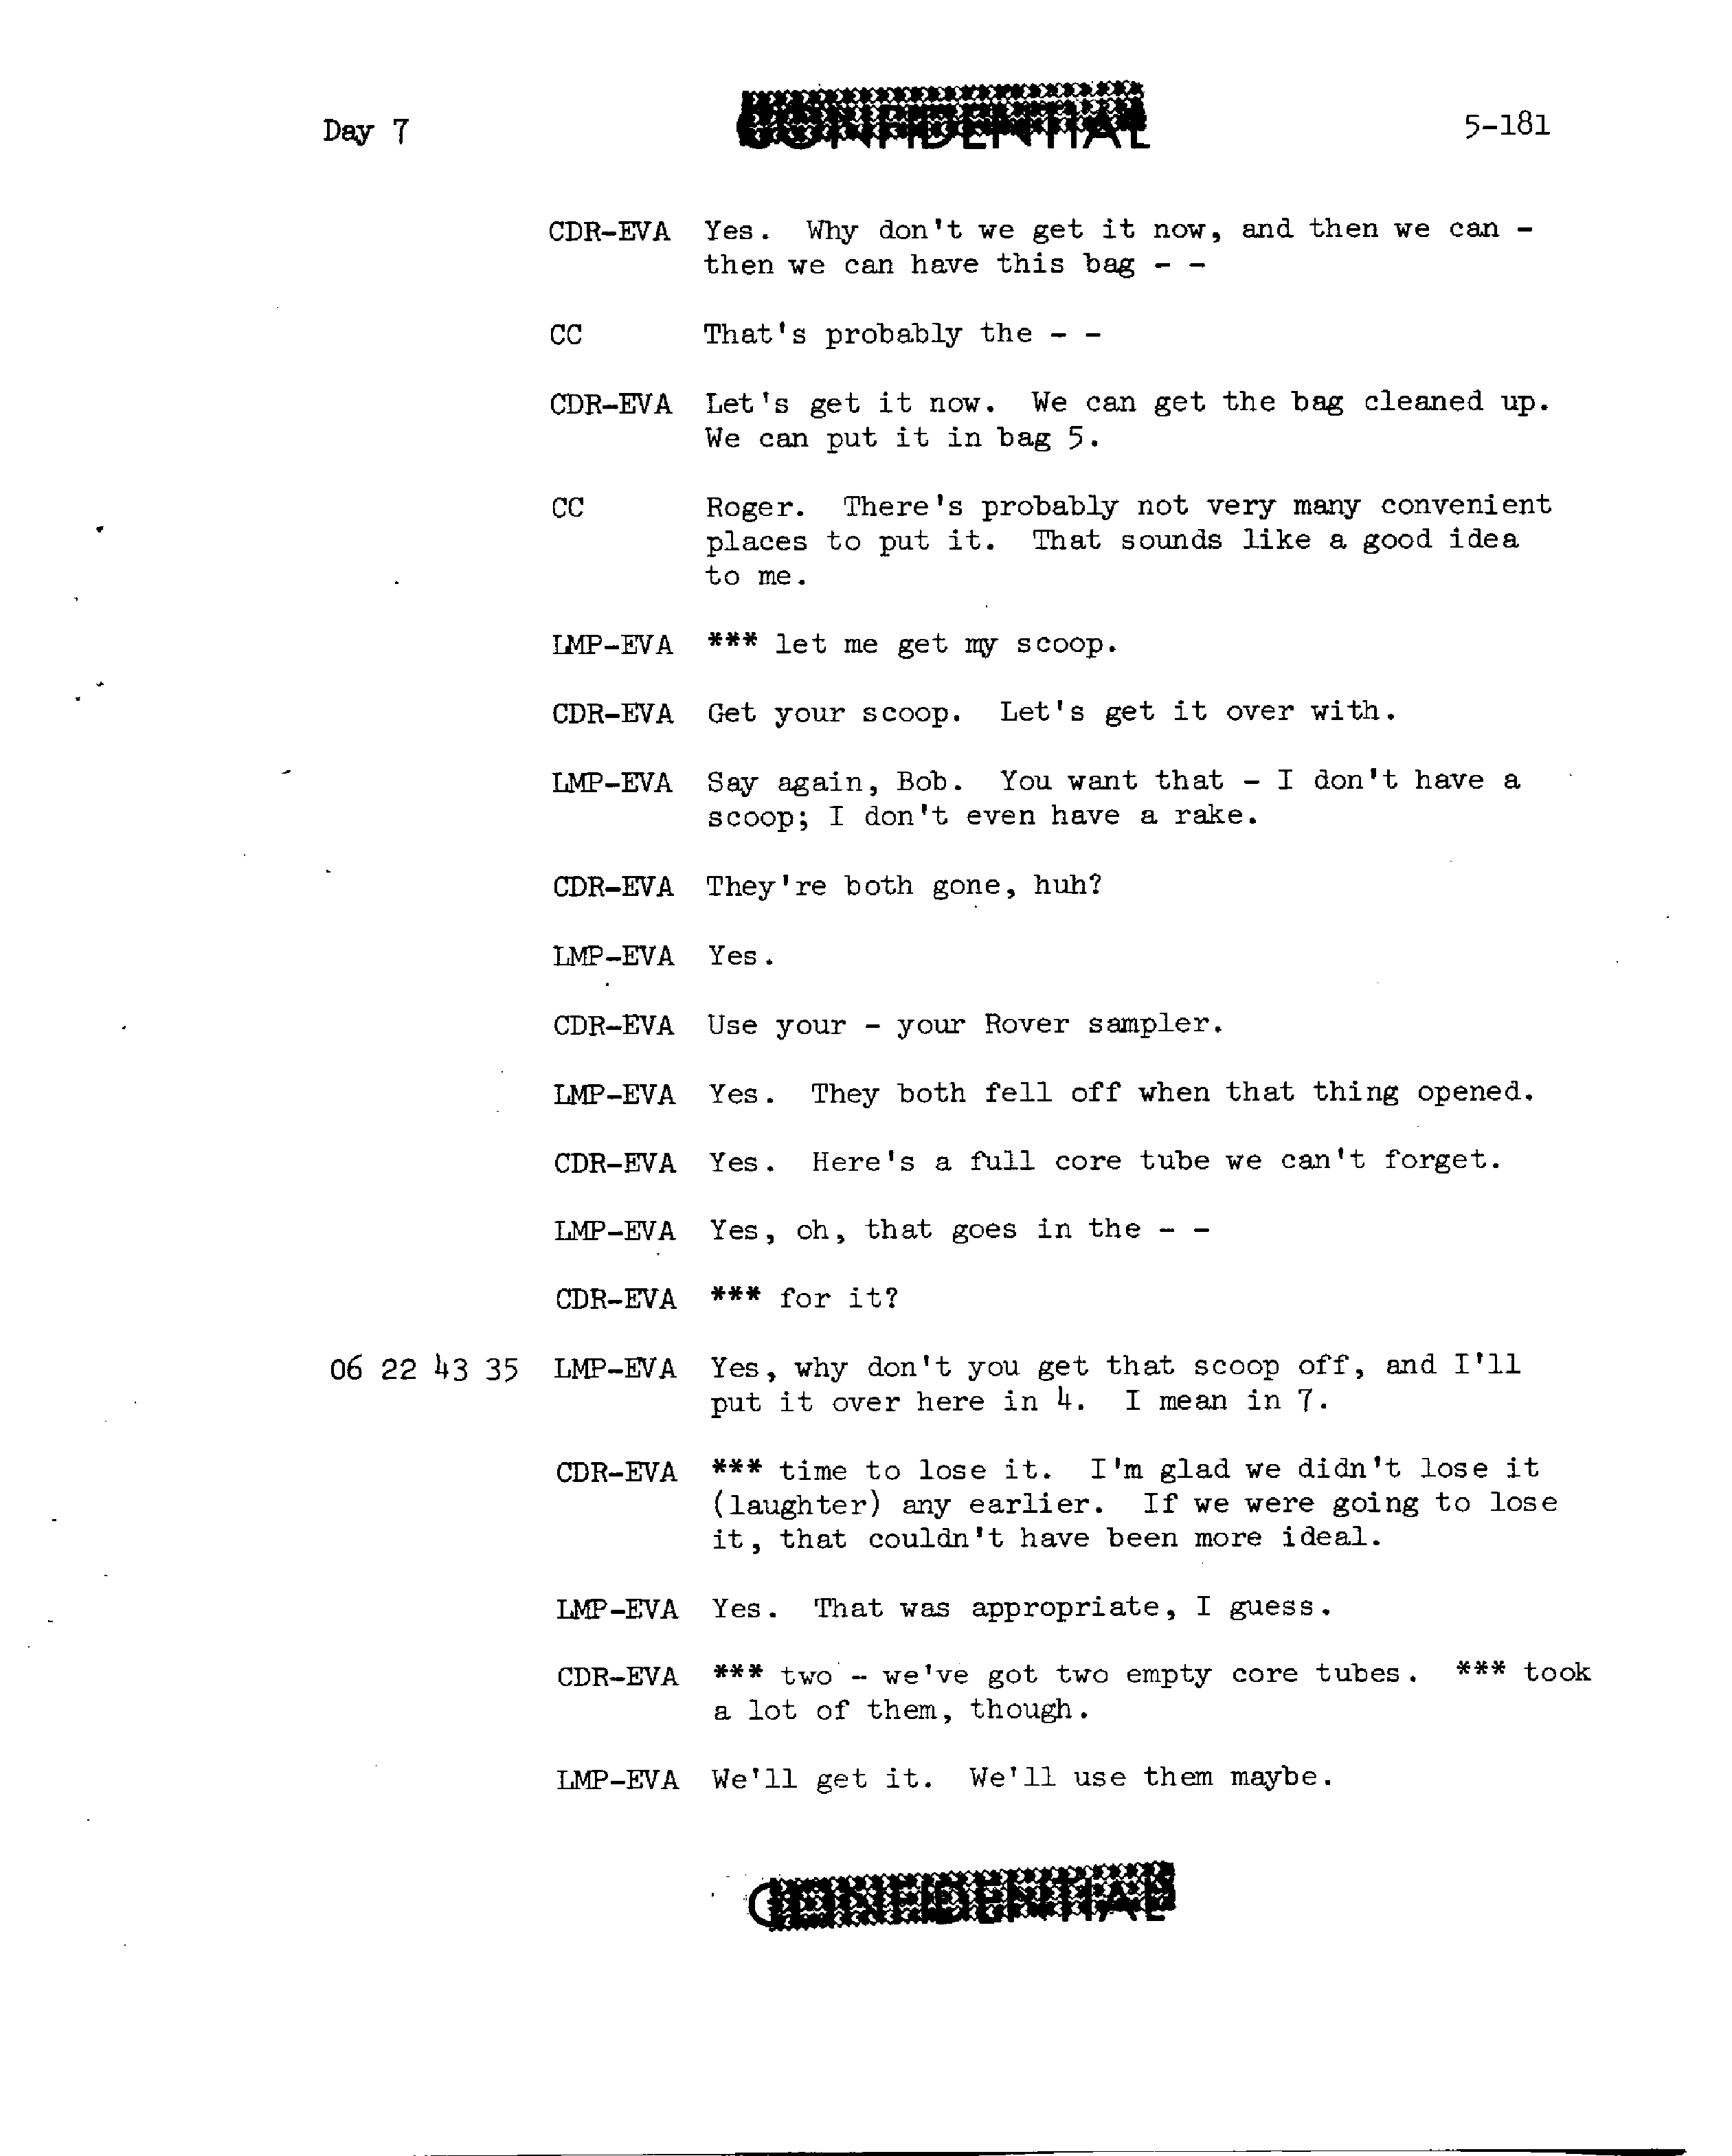 Day 7
CONFIDENTIAL
5-181
CDR-EVA Yes. Why don't we get it now, and then we can -
then we can have this bag - -
CC That's probably the - -
CDR-EVA Let's get it now. We can get the bag cleaned up.
We can put it in bag 5.
CC Roger. There's probably not very many convenient
places to put it. That sounds like a good idea
to me.
LMP-EVA *** let me get my scoop.
CDR-EVA Get your scoop. Let's get it over with.
LMP-EVA Say again, Bob. You want that - I don't have a
scoop; I don't even have a rake.
CDR-EVA They're both gone, huh?
LMP-EVA Yes.
CDR-EVA Use your - your Rover sampler.
LMP-EVA Yes. They both fell off when that thing opened.
CDR-EVA Yes. Here's a full core tube we can't forget.
LMP-EVA Yes, oh, that goes in the - -
CDR-EVA *** for it?
06 22 43 35 LMP-EVA Yes, why don't you get that scoop off, and I'll
put it over here in 4. I mean in 7.
CDR-EVA *** time to lose it. I'm glad we didn't lose it
(laughter) any earlier. If we were going to lose
it, that couldn't have been more ideal.
LMP-EVA Yes. That was appropriate, I guess.
CDR-EVA *** two - we've got two empty core tubes. *** took
a lot of them, though.
LMP-EVA We'll get it. We'll use them maybe.
CONFIDENTIAL